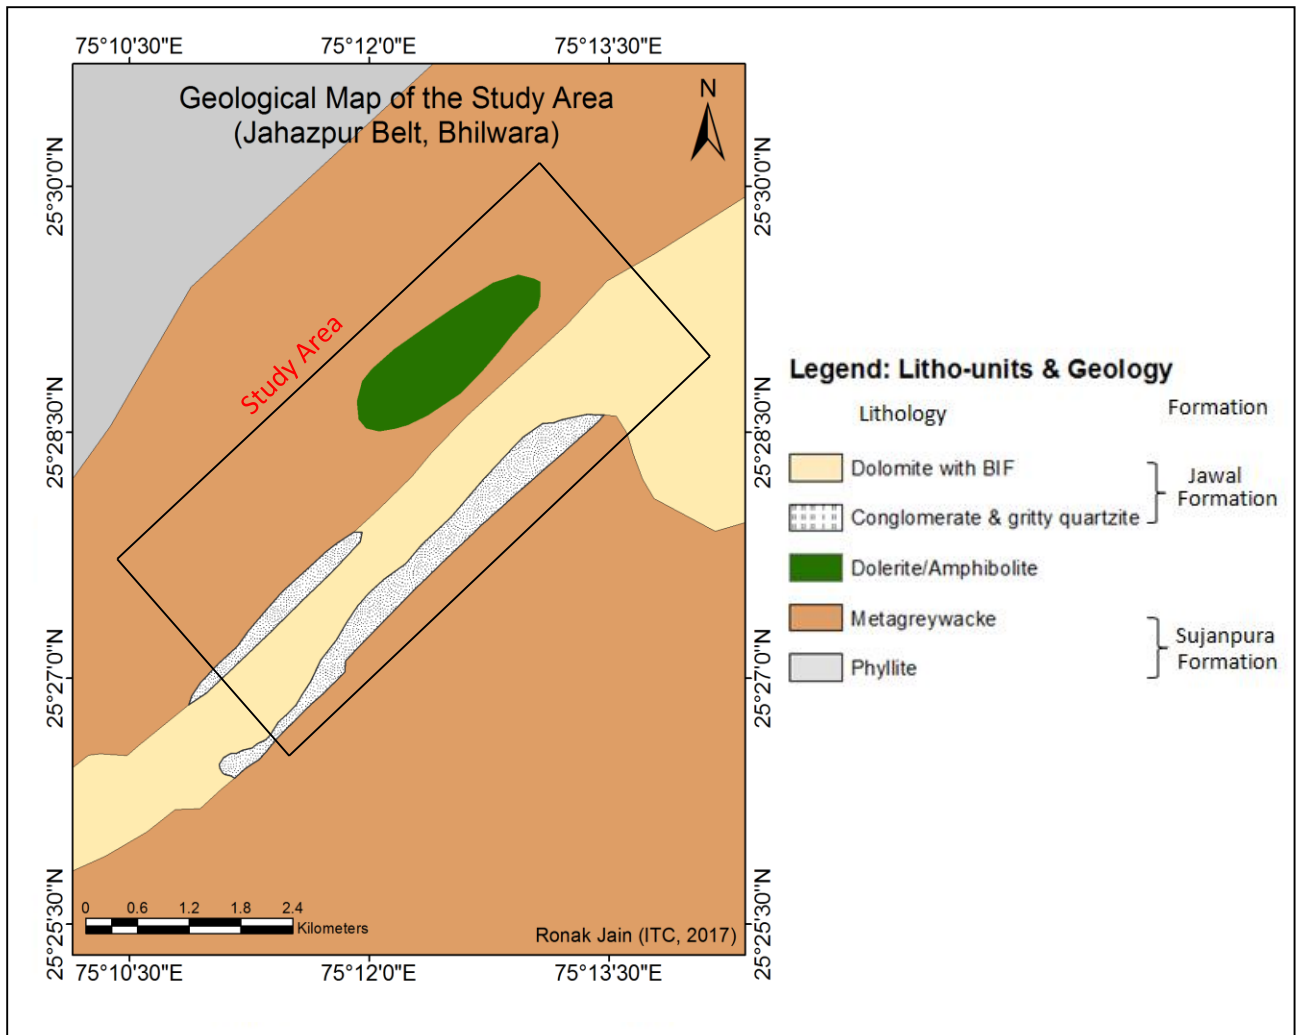 75°10'30"E 75°12'0"E 75°13'30"E
Geological Map of the Study Area
(Jahazpur Belt, Bhilwara)
N
25°30'0"N 25°30'0"N
Study Area
25°28'30"N 25°28'30"N
25°27'0"N 25°27'0"N
25°25'30"N 25°25'30"N
0 0.6 1.2 1.8 2.4
Kilometers
Ronak Jain (ITC, 2017)
75°10'30"E 75°12'0"E 75°13'30"E
Legend: Litho-units & Geology
Lithology Formation
Dolomite with BIF
Conglomerate & gritty quartzite
Jawal
Formation
Dolerite/Amphibolite
Metagreywacke
Phyllite
Sujanpura
Formation